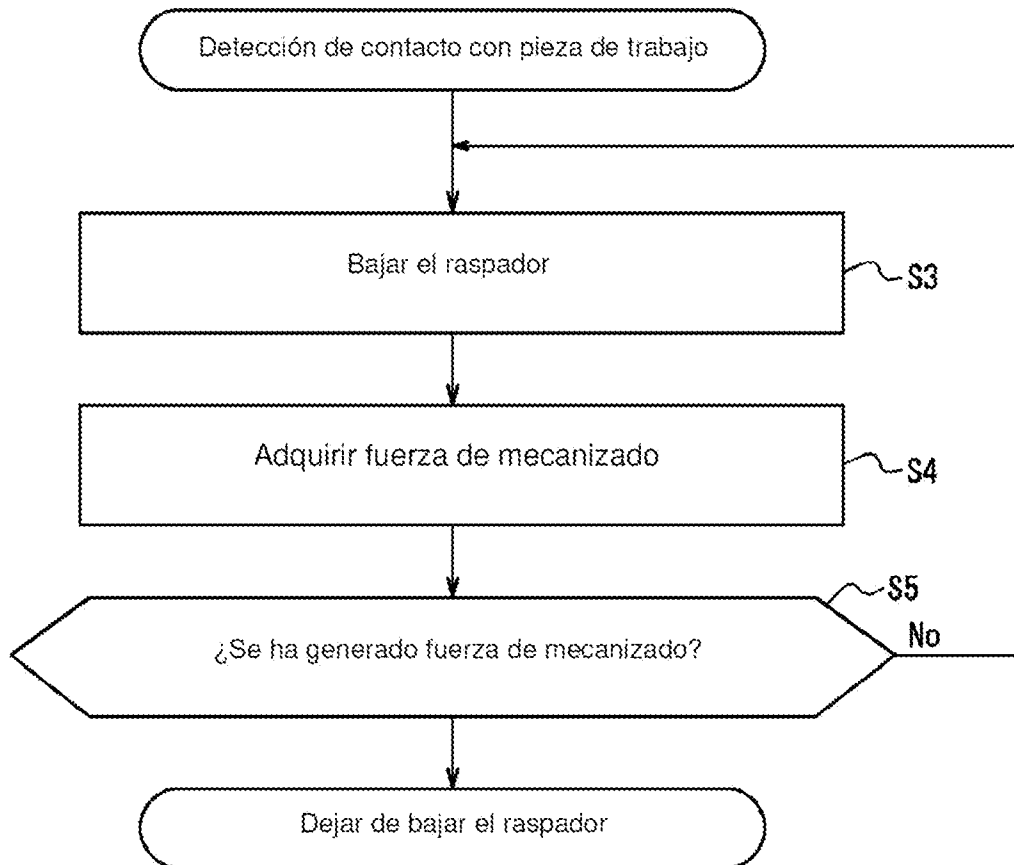 Detección de contacto con pieza de trabajo
Bajar el raspador
S3
Adquirir fuerza de mecanizado
S4
S5
¿Se ha generado fuerza de mecanizado?
No
Dejar de bajar el raspador